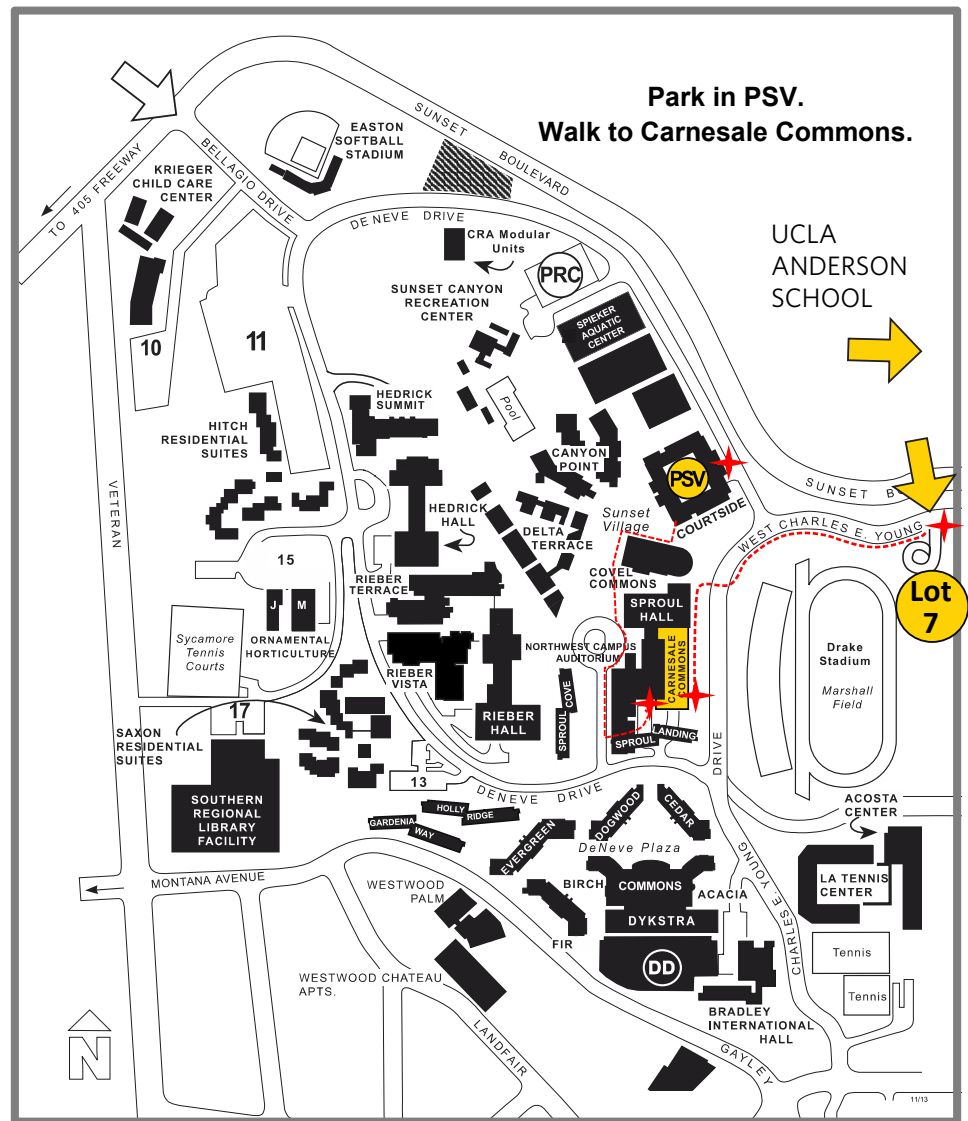 Park in PSV.
Walk to Carnesale Commons.
SUNSET
BOULEVARD
EASTON
SOFTBALL
STADIUM
KRIEGER
CHILD CARE
CENTER
BELLAGIO DRIVE
TO 405 FREEWAY
DE NEVE DRIVE
CRA Modular
Units
PRC
UCLA
ANDERSON
SCHOOL
SUNSET CANYON
RECREATION
CENTER
SPIEKER
AQUATIC
CENTER
10
11
Pool
HEDRICK
SUMMIT
HITCH
RESIDENTIAL
SUITES
CANYON
POINT
PSV
COURTSIDE
SUNSET B
VETERAN
HEDRICK
HALL
Sunset
Village
DELTA
TERRACE
WEST CHARLES E. YOUNG
15
COVEL
COMMONS
RIEBER
TERRACE
Lot
7
J
M
SPROUL
HALL
ORNAMENTAL
HORTICULTURE
Sycamore
Tennis
Courts
NORTHWEST CAMPUS
AUDITORIUM
CARNESALE
COMMONS
Drake
Stadium
Marshall
Field
RIEBER
VISTA
RIEBER
HALL
SPROUL
COVE
SPROUL
LANDING
17
SAXON
RESIDENTIAL
SUITES
13
DRIVE
DENEVE DRIVE
SOUTHERN
REGIONAL
LIBRARY
FACILITY
HOLLY
RIDGE
GARDENIA
WAY
EVERGREEN
DOGWOOD
CEDAR
DeNeve Plaza
ACOSTA
CENTER
CHARLES E. YOUNG
MONTANA AVENUE
WESTWOOD
PALM
BIRCH
COMMONS
ACACIA
LA TENNIS
CENTER
DYKSTRA
FIR
DD
Tennis
WESTWOOD CHATEAU
APTS.
Tennis
BRADLEY
INTERNATIONAL
HALL
LANDFAIR
GAYLEY
N
11/13